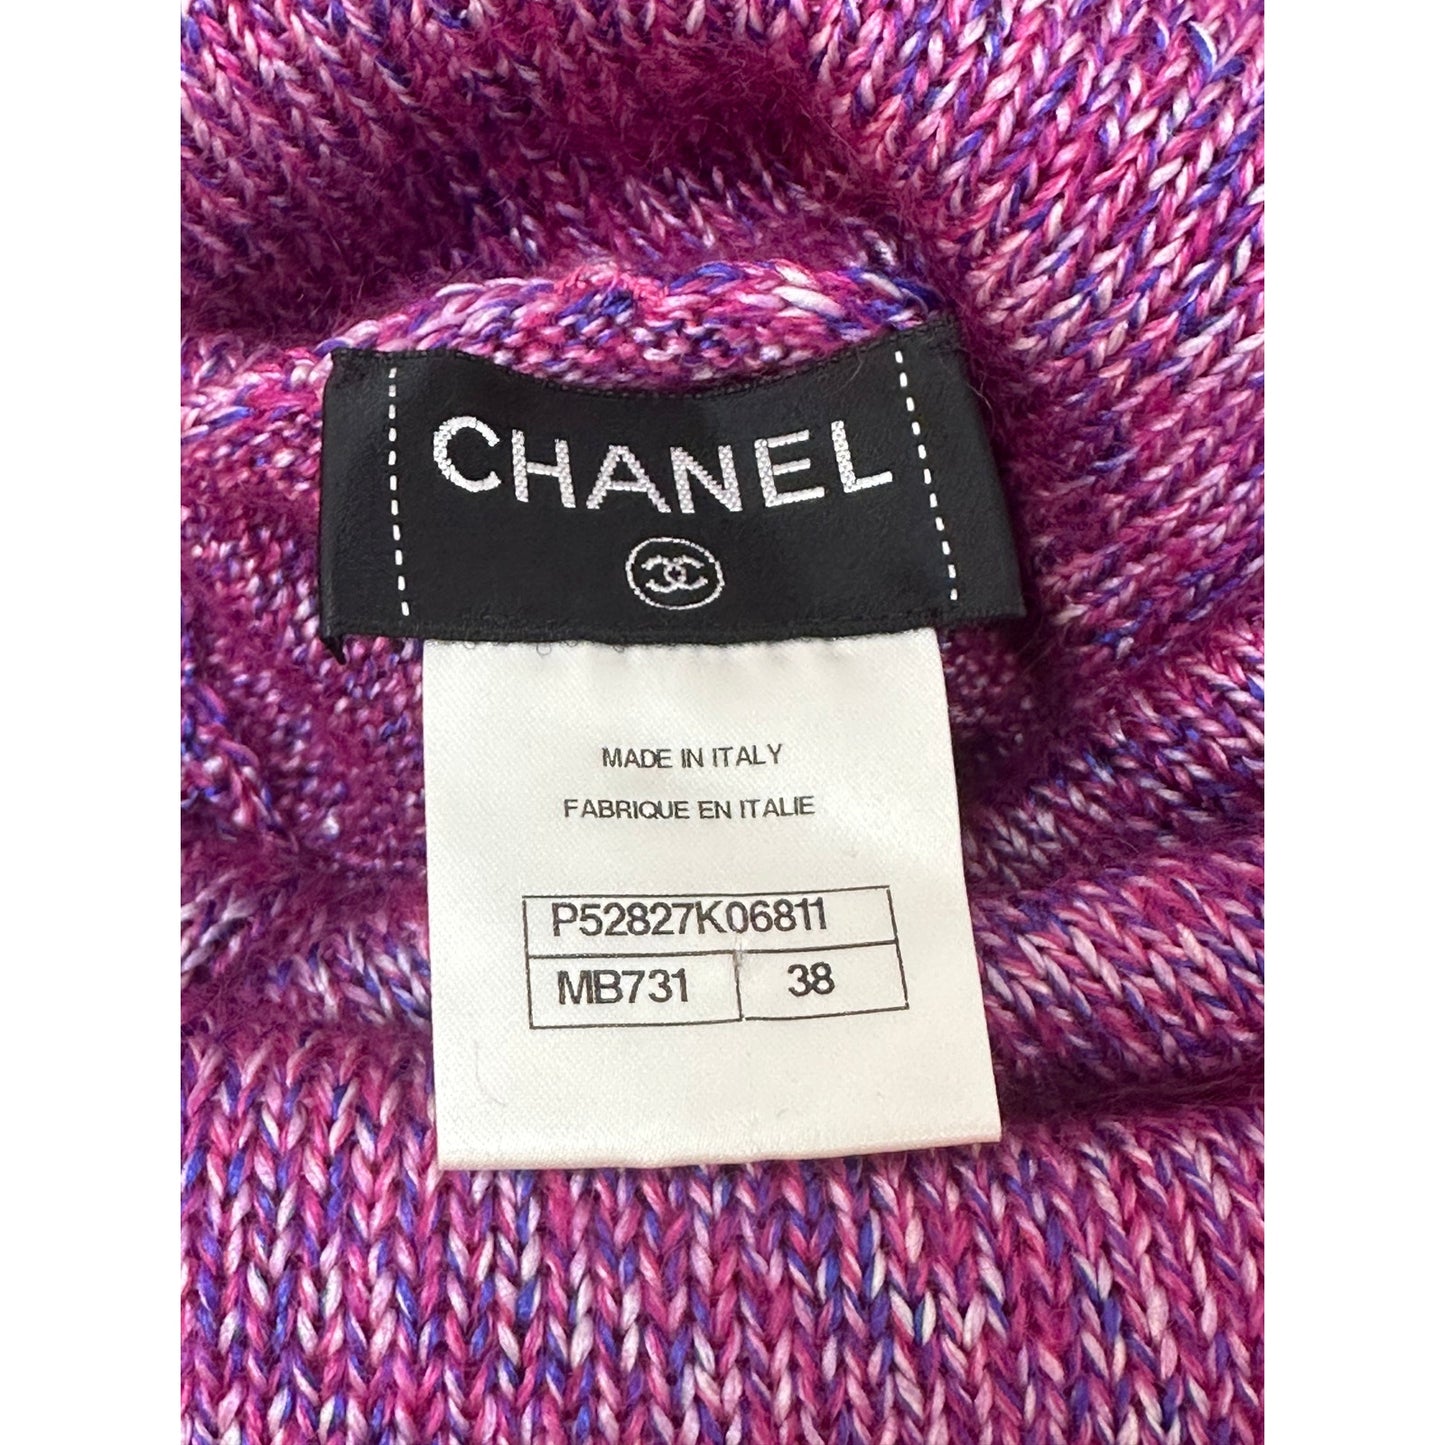 CHANEL
MADE IN ITALY
FABRIQUE EN ITALIE
P52827K06811
MB731 38